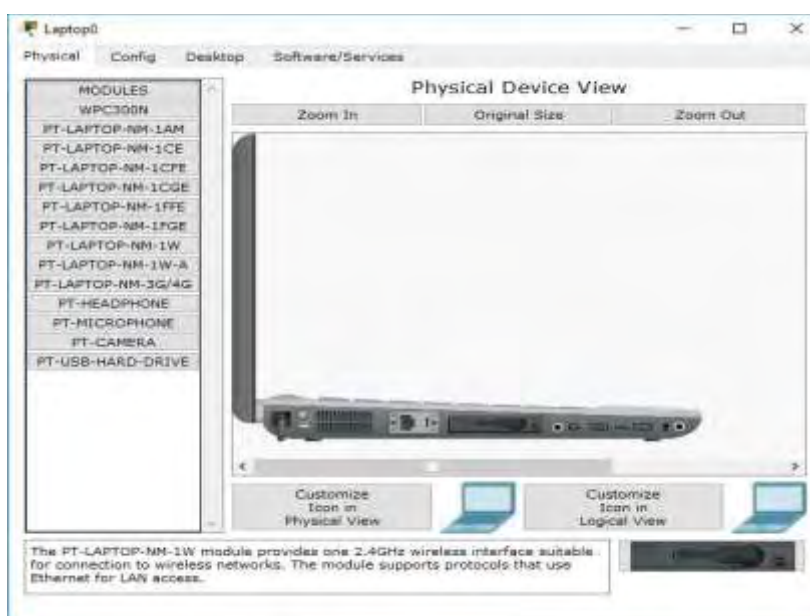 Laptop0
Physical Config Desktop Software/Services
MODULES
WPC300N
PT-LAPTOP-NM-1AM
PT-LAPTOP-NM-1CE
PT-LAPTOP-NM-1CFE
PT-LAPTOP-NM-1CGE
PT-LAPTOP-NM-1FFE
PT-LAPTOP-NM-1FGE
PT-LAPTOP-NM-1W
PT-LAPTOP-NM-1W-A
PT-LAPTOP-NM-3G/4G
PT-HEADPHONE
PT-MICROPHONE
PT-CAMERA
PT-USB-HARD-DRIVE
Physical Device View
Zoom In Original Size Zoom Out
Customize
Icon in
Physical View
Customize
Icon in
Logical View
The PT-LAPTOP-NM-1W module provides one 2.4GHz wireless interface suitable
for connection to wireless networks. The module supports protocols that use
Ethernet for LAN access.